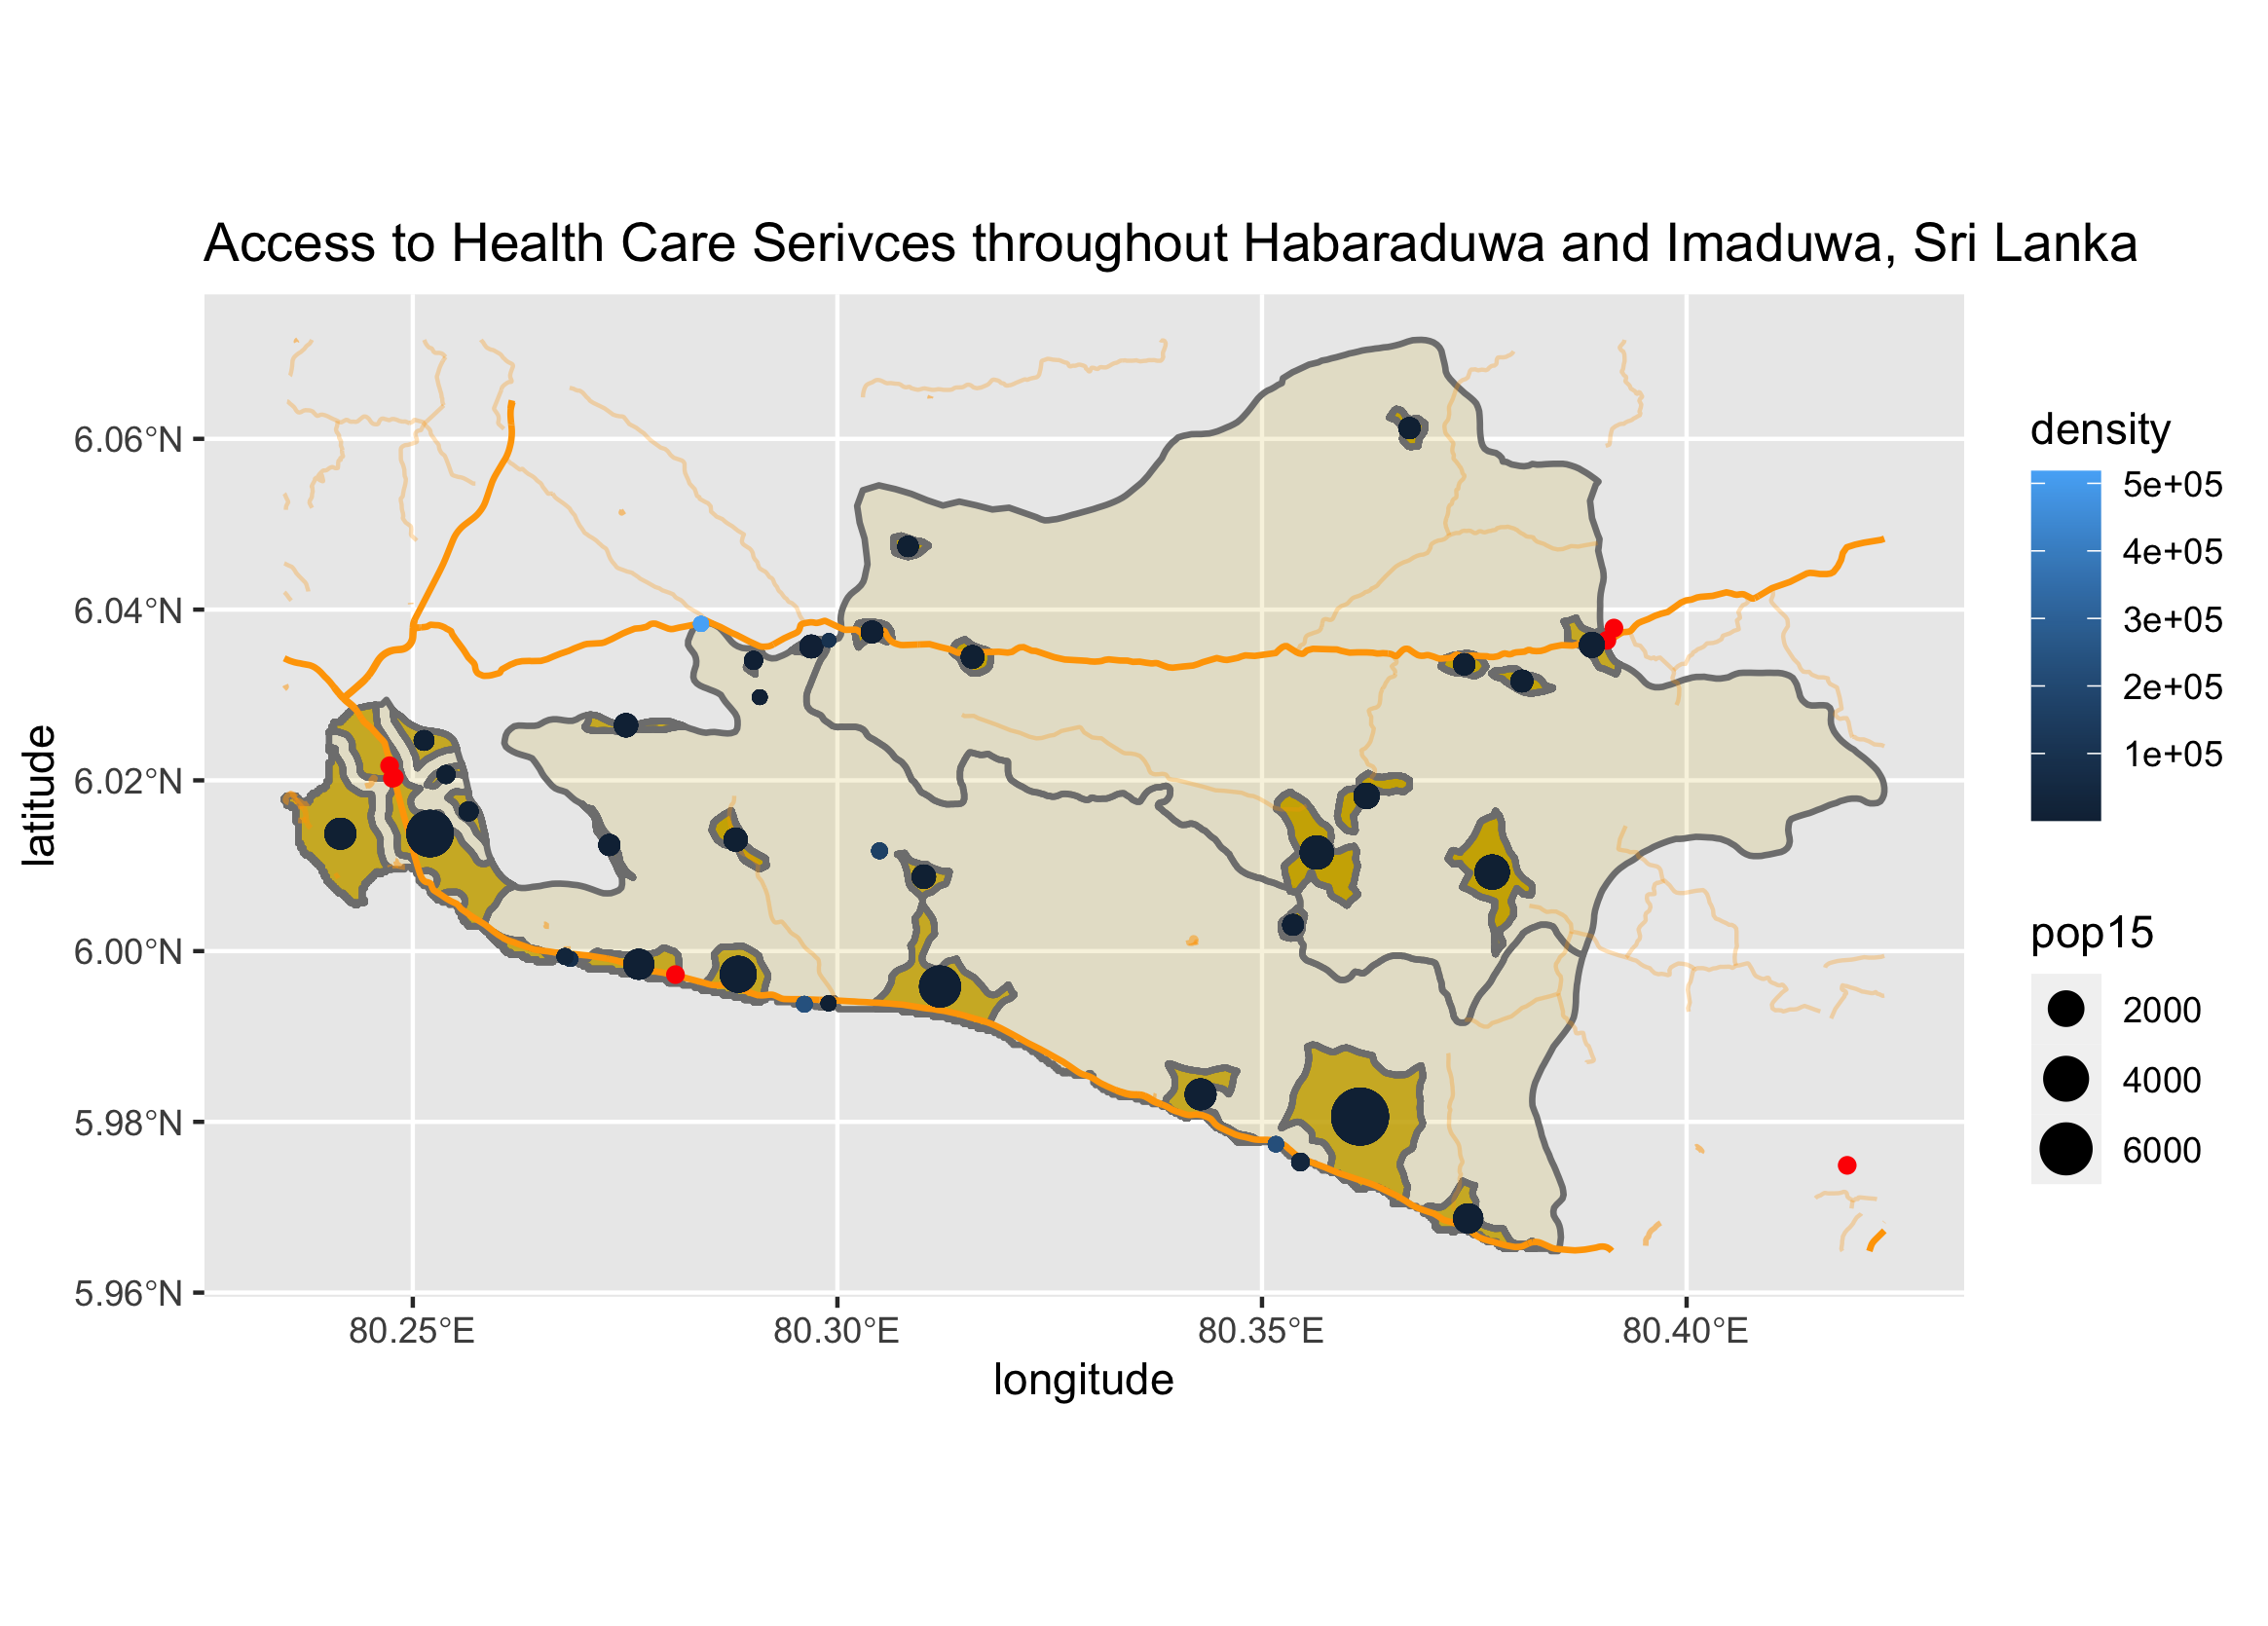 Access to Health Care Serivces throughout Habaraduwa and Imaduwa, Sri Lanka
6.06°N
6.04°N
6.02°N
6.00°N
5.98°N
5.96°N
latitude
80.25°E
80.30°E
80.35°E
80.40°E
longitude
density
5e+05
4e+05
3e+05
2e+05
1e+05
pop15
2000
4000
6000